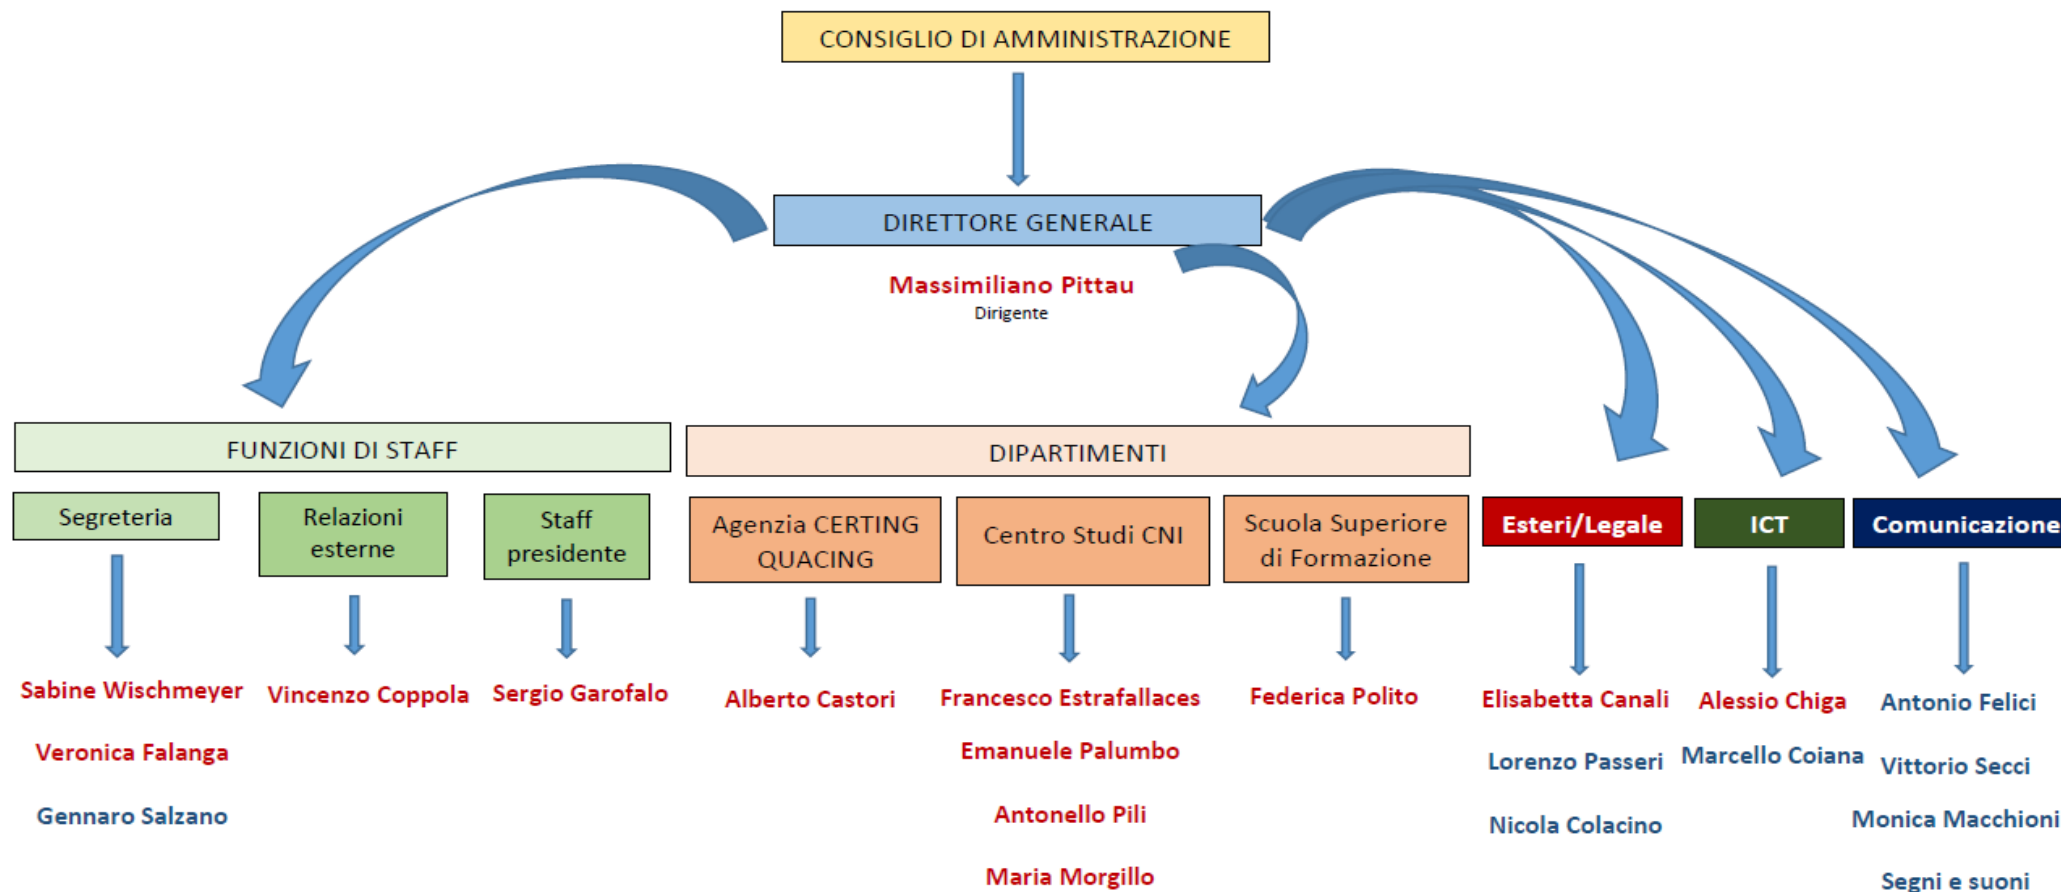 CONSIGLIO DI AMMINISTRAZIONE
DIRETTORE GENERALE
Massimiliano Pittau
Dirigente
FUNZIONI DI STAFF
DIPARTIMENTI
Segreteria
Relazioni
esterne
Staff
presidente
Agenzia CERTING
QUACING
Centro Studi CNI
Scuola Superiore
di Formazione
Esteri/Legale
ICT
Comunicazione
Sabine Wischmeyer
Veronica Falanga
Gennaro Salzano
Vincenzo Coppola
Sergio Garofalo
Alberto Castori
Francesco Estrafallaces
Emanuele Palumbo
Antonello Pili
Maria Morgillo
Federica Polito
Elisabetta Canali
Lorenzo Passeri
Nicola Colacino
Alessio Chiga
Marcello Coiana
Antonio Felici
Vittorio Secci
Monica Macchioni
Segni e suoni